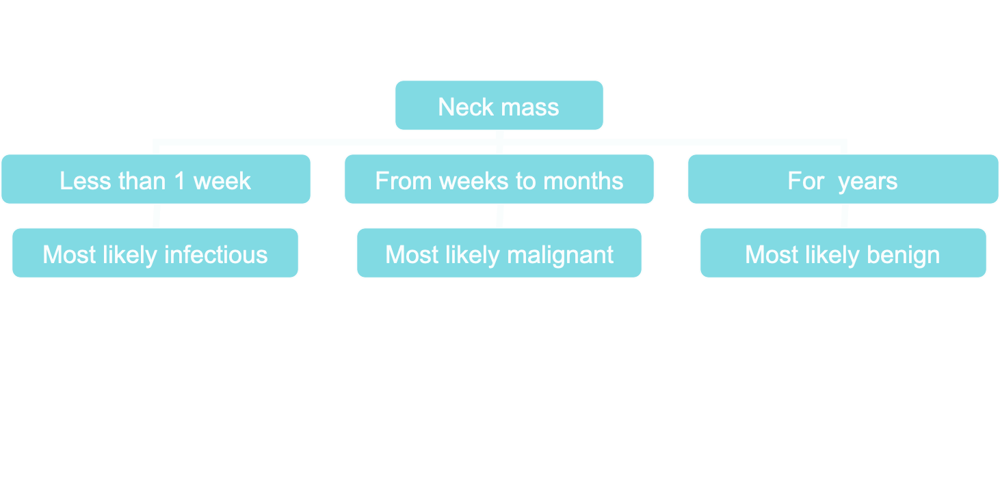 Neck mass
Less than 1 week
From weeks to months
For  years
Most likely infectious
Most likely malignant
Most likely benign